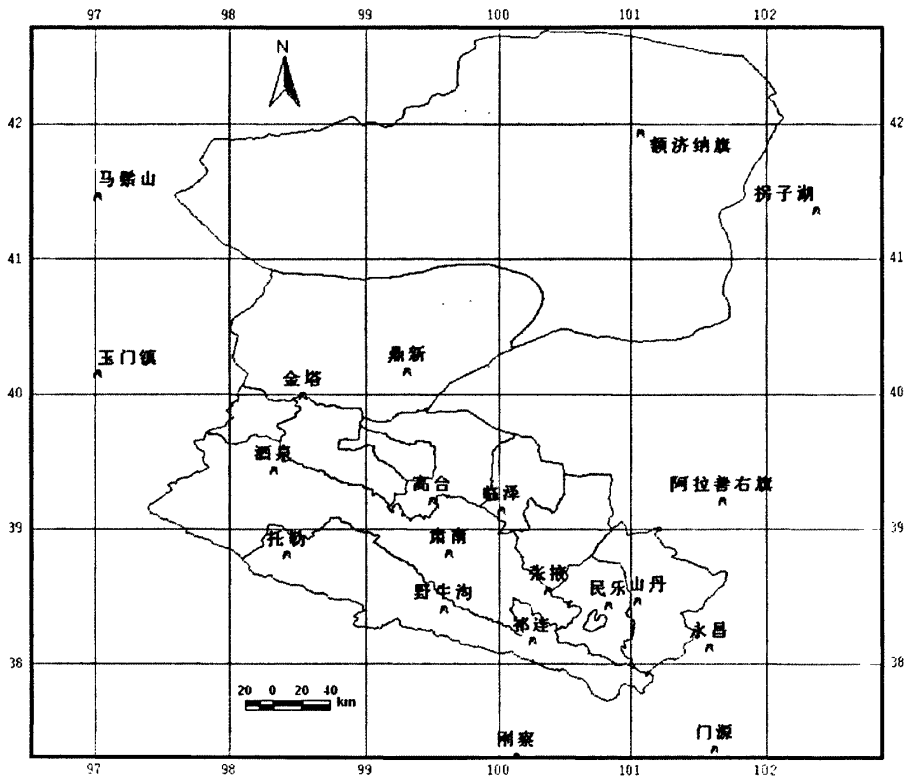 97 98 99 100 101 102
N
42 42
额济纳旗
马鬃山
拐子湖
41 41
鼎新
玉门镇
金塔
40 40
酒泉
高台
临泽
阿拉善右旗
39 39
托勒
肃南
张掖
民乐
山丹
野牛沟
祁连
永昌
38 38
20 0 20 40
km
刚察
门源
97 98 99 100 101 102